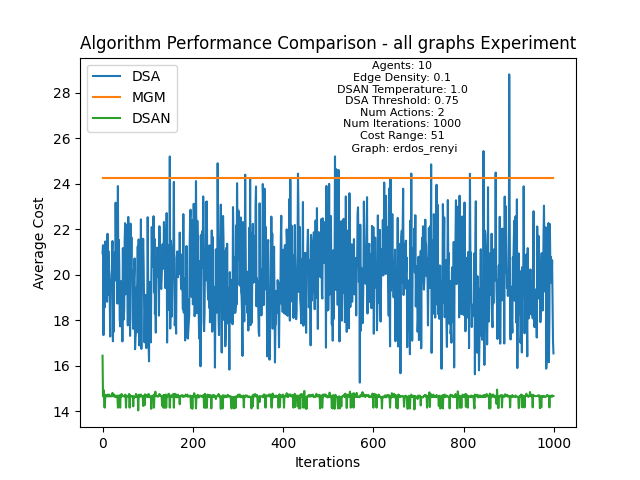 Algorithm Performance Comparison - all graphs Experiment
DSA
MGM
DSAN
Agents: 10
Edge Density: 0.1
DSAN Temperature: 1.0
DSA Threshold: 0.75
Num Actions: 2
Num Iterations: 1000
Cost Range: 51
Graph: erdos_renyi
Average Cost
28
26
24
22
20
18
16
14
0
200
400
600
800
1000
Iterations